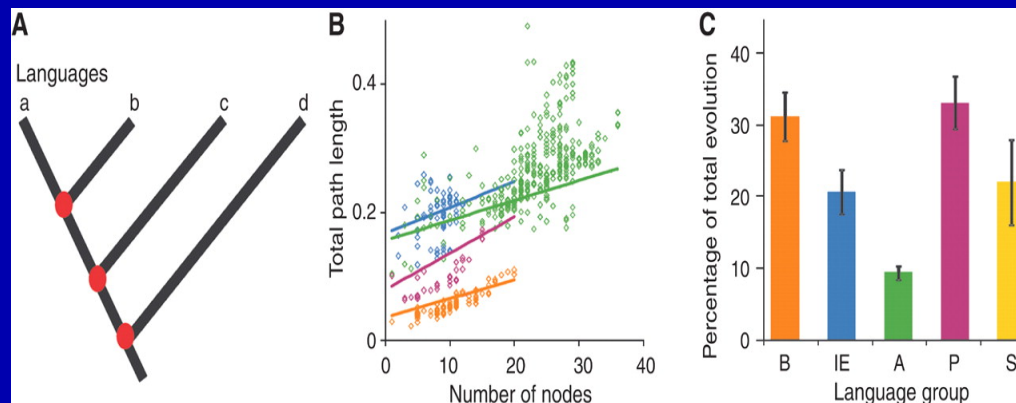 A
Languages
a b c d
B
Total path length
0.4
0.2
0
0 10 20 30 40
Number of nodes
C
Percentage of total evolution
40
30
20
10
0
B IE A P S
Language group